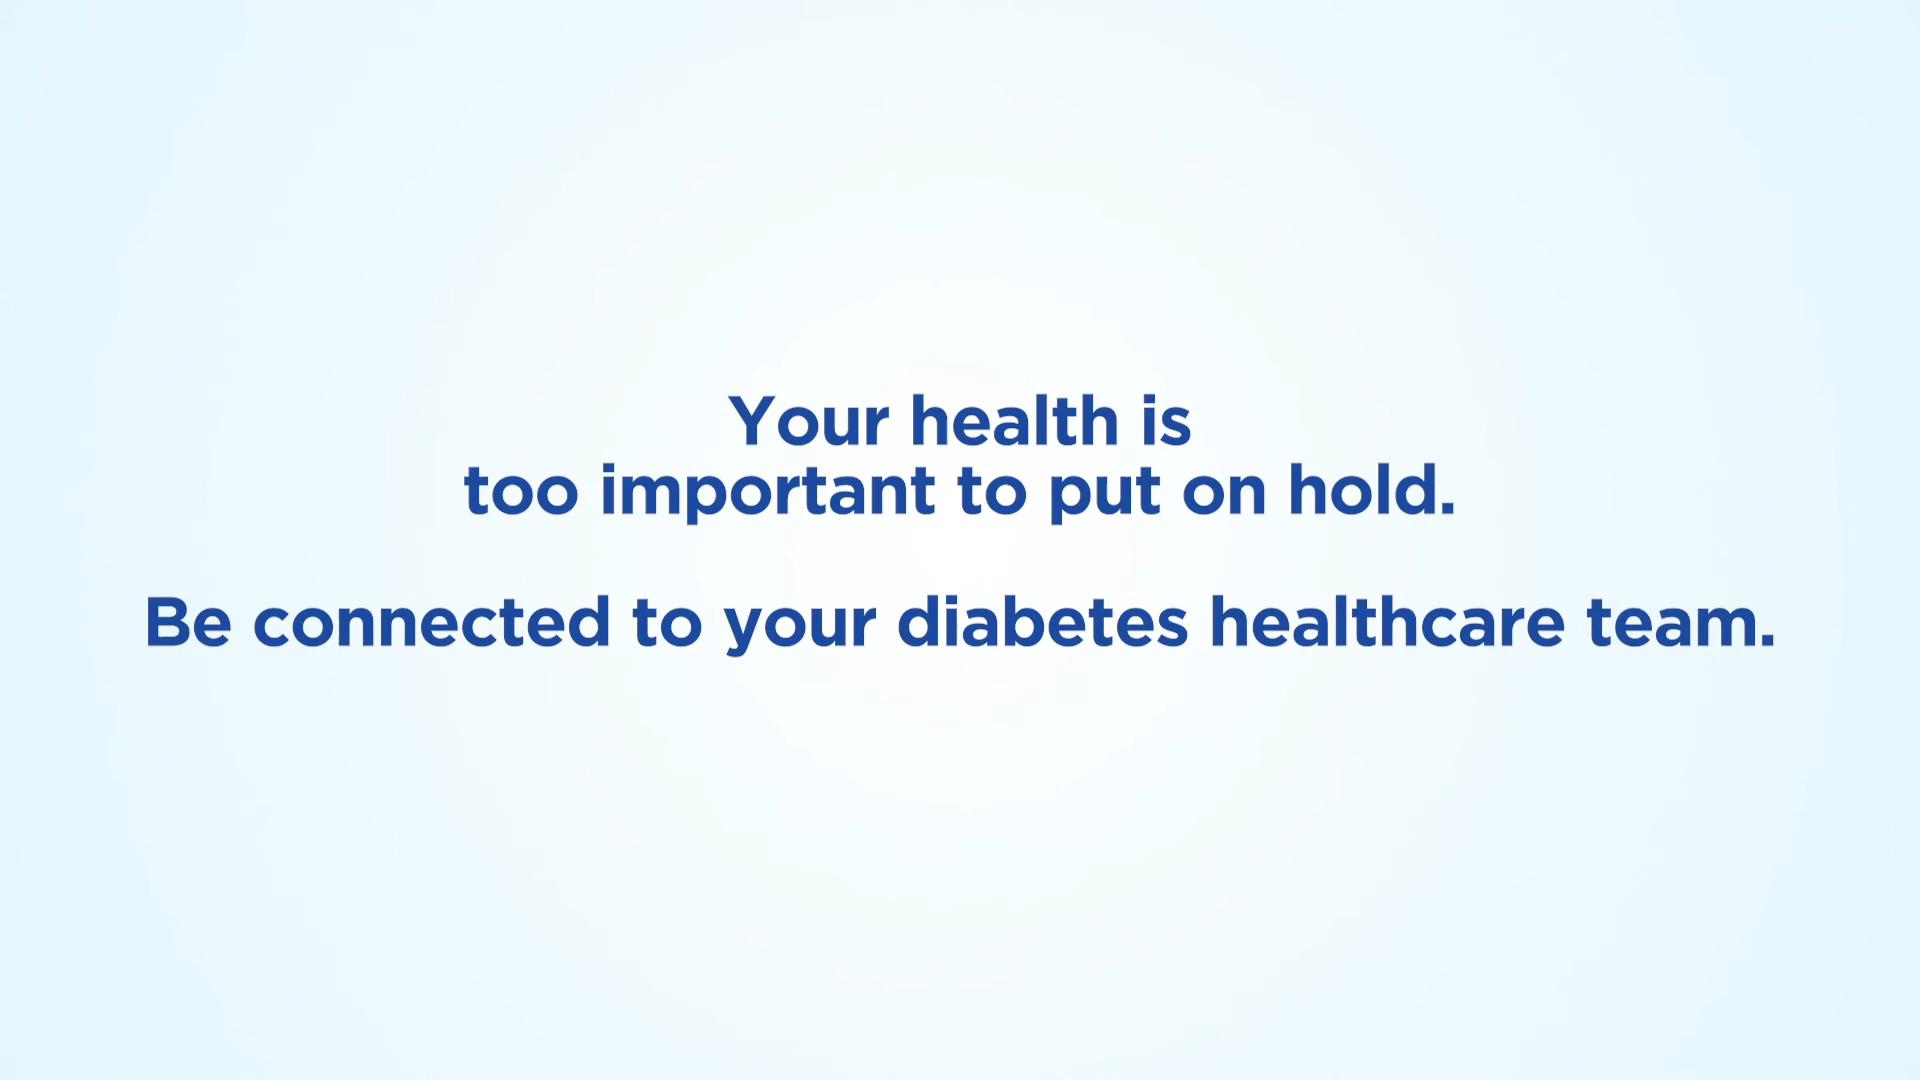 Your health is
too important to put on hold.
Be connected to your diabetes healthcare team.